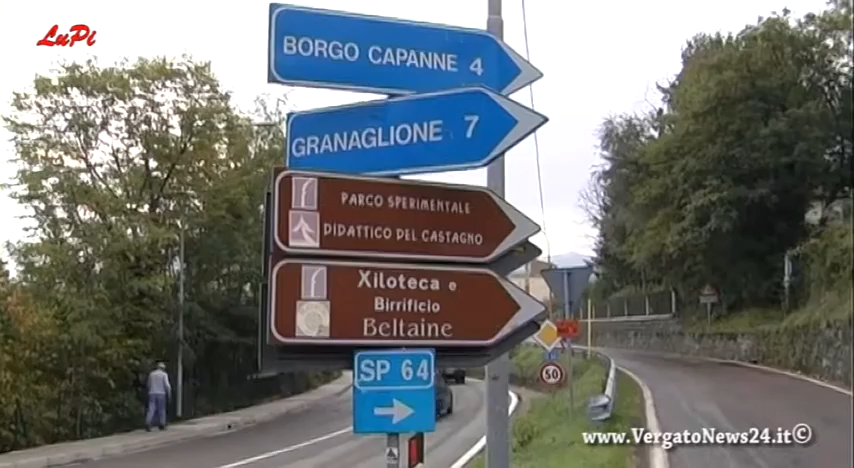 LuPi
BORGO CAPANNE 4
GRANAGLIONE 7
PARCO SPERIMENTALE
DIDATTICO DEL CASTAGNO
Xiloteca e
Birrificio
Beltaine
SP 64
50
www.VergatoNews24.it©